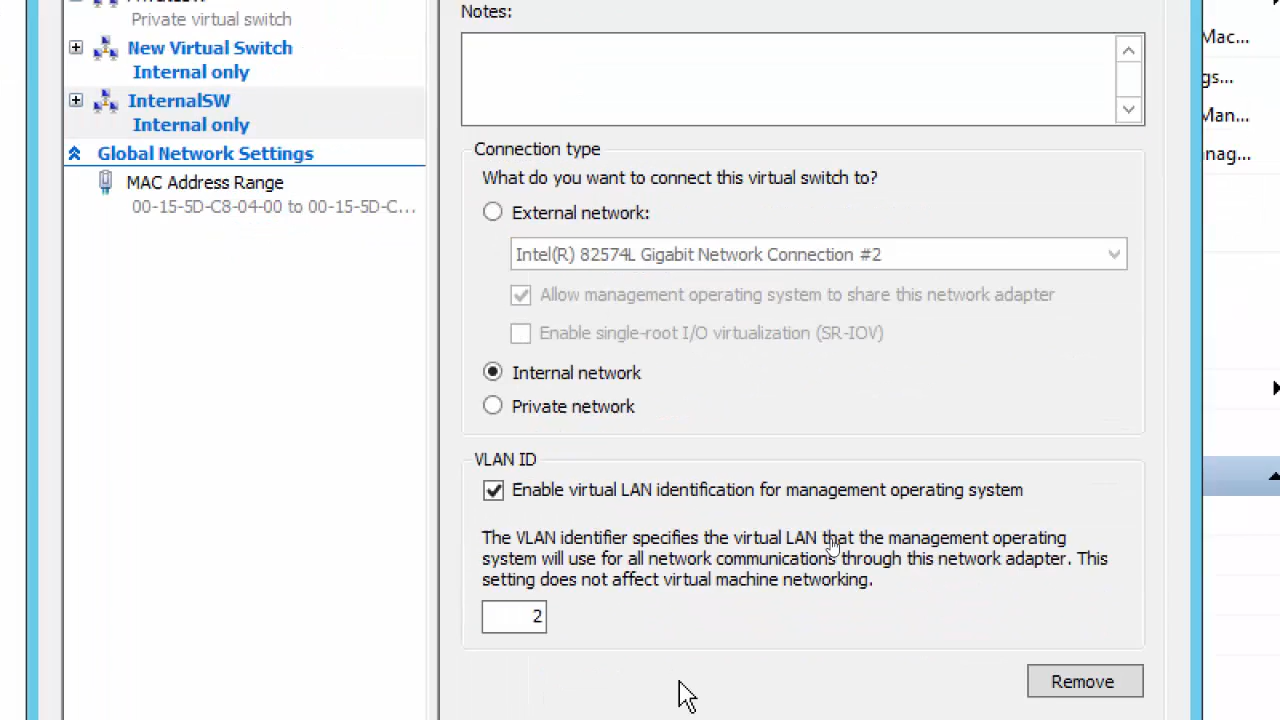 Private virtual switch
New Virtual Switch
Internal only
InternalSW
Internal only
Global Network Settings
MAC Address Range
00-15-5D-C8-04-00 to 00-15-5D-C...
Notes:
Connection type
What do you want to connect this virtual switch to?
External network:
Intel(R) 82574L Gigabit Network Connection #2
Allow management operating system to share this network adapter
Enable single-root I/O virtualization (SR-IOV)
Internal network
Private network
VLAN ID
Enable virtual LAN identification for management operating system
The VLAN identifier specifies the virtual LAN that the management operating
system will use for all network communications through this network adapter. This
setting does not affect virtual machine networking.
2
Remove
Mac...
gs...
Man...
nag...